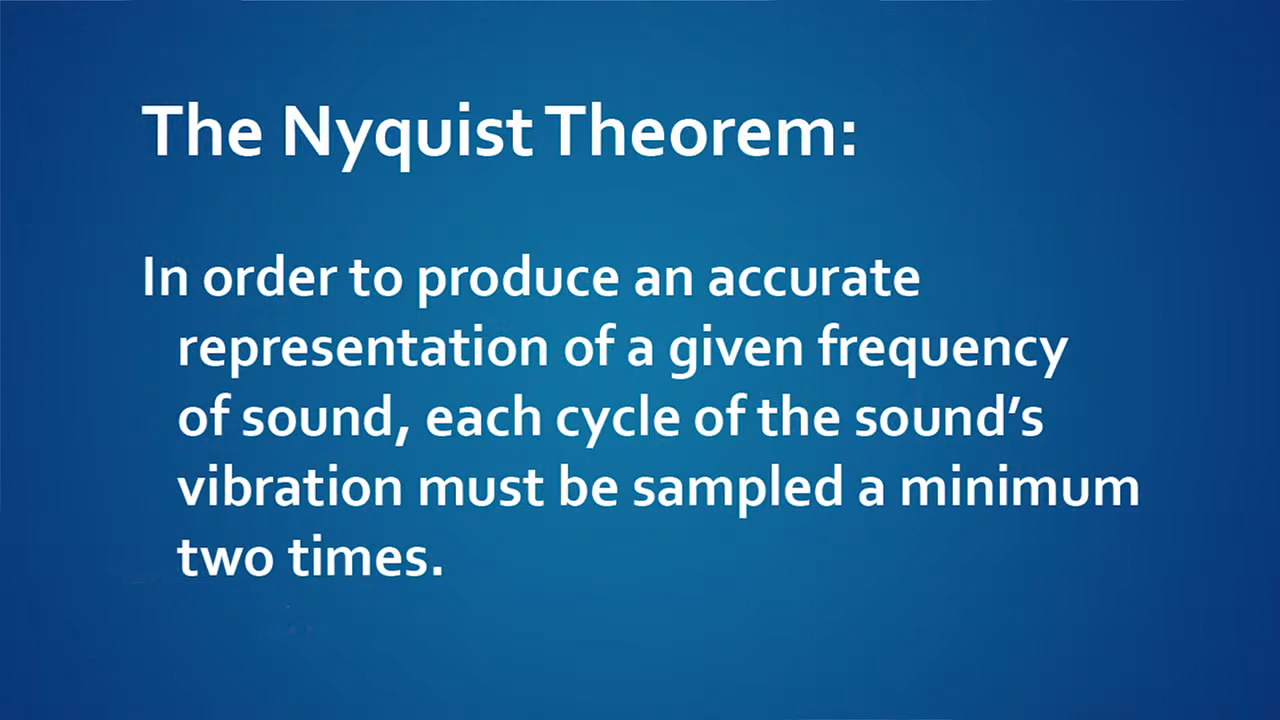 The Nyquist Theorem:
In order to produce an accurate
representation of a given frequency
of sound, each cycle of the sound’s
vibration must be sampled a minimum
two times.